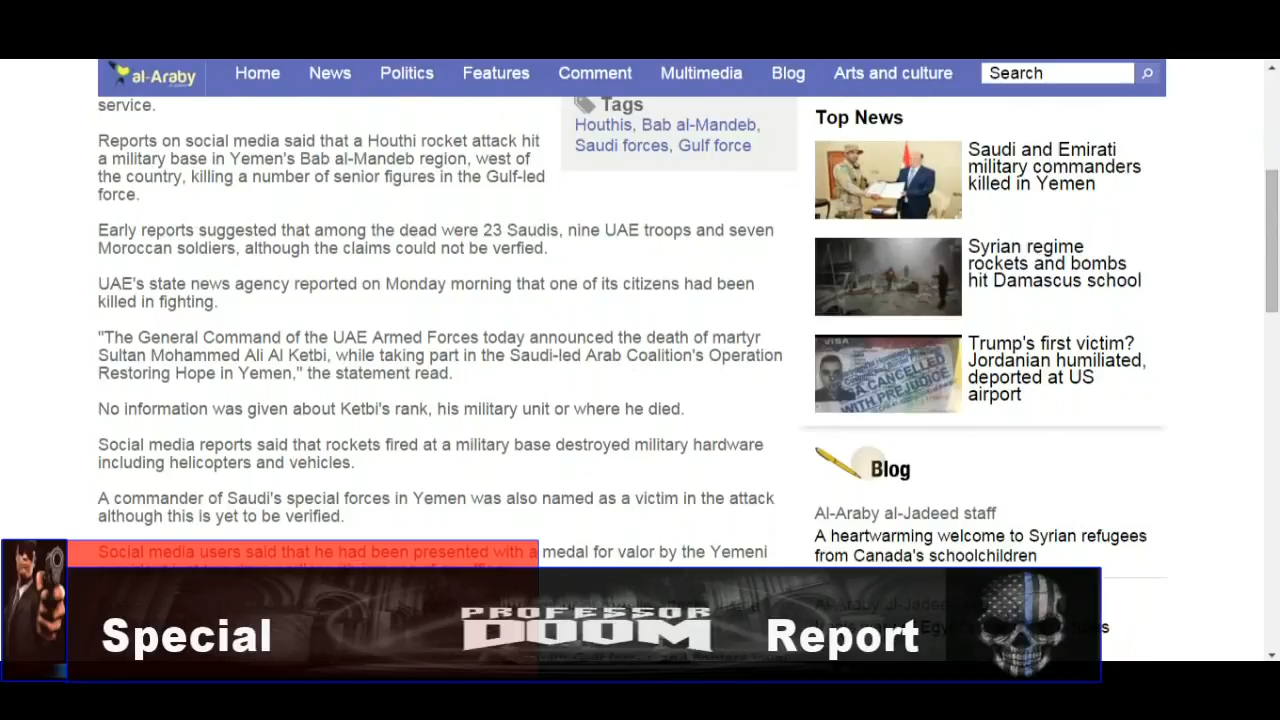 al-Araby
Home News Politics Features Comment Multimedia Blog Arts and culture Search
service.
Reports on social media said that a Houthi rocket attack hit
a military base in Yemen's Bab al-Mandeb region, west of
the country, killing a number of senior figures in the Gulf-led
force.
Early reports suggested that among the dead were 23 Saudis, nine UAE troops and seven
Moroccan soldiers, although the claims could not be verfied.
UAE's state news agency reported on Monday morning that one of its citizens had been
killed in fighting.
"The General Command of the UAE Armed Forces today announced the death of martyr
Sultan Mohammed Ali Al Ketbi, while taking part in the Saudi-led Arab Coalition's Operation
Restoring Hope in Yemen," the statement read.
No information was given about Ketbi's rank, his military unit or where he died.
Social media reports said that rockets fired at a military base destroyed military hardware
including helicopters and vehicles.
A commander of Saudi's special forces in Yemen was also named as a victim in the attack
although this is yet to be verified.
Social media users said that he had been presented with a medal for valor by the Yemeni
Tags
Houthis, Bab al-Mandeb,
Saudi forces, Gulf force
Top News
Saudi and Emirati
military commanders
killed in Yemen
Syrian regime
rockets and bombs
hit Damascus school
VISA
CANCELLED
WITH PREJUDICE
Trump's first victim?
Jordanian humiliated,
deported at US
airport
Blog
Al-Araby al-Jadeed staff
A heartwarming welcome to Syrian refugees
from Canada's schoolchildren
Special
PROFESSOR
DOOM
Report